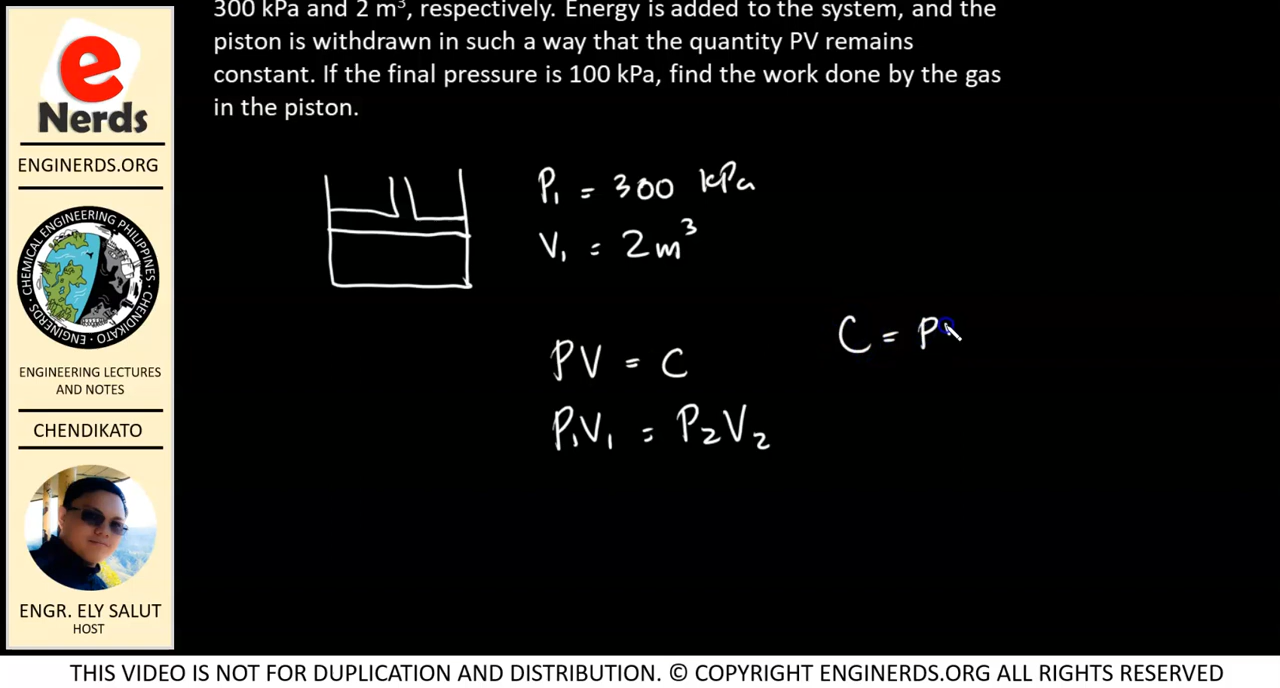 300 kPa and 2 m³, respectively. Energy is added to the system, and the
piston is withdrawn in such a way that the quantity PV remains
constant. If the final pressure is 100 kPa, find the work done by the gas
in the piston.
e
Nerds
ENGINERDS.ORG
CHEMICAL ENGINEERING PHILIPPINES · CHENDIKATO · ENGINERDS ·
ENGINEERING LECTURES
AND NOTES
CHENDIKATO
ENGR. ELY SALUT
HOST
P₁ = 300 kPa
V₁ = 2 m³
PV = C
P₁V₁ = P₂V₂
C = P
THIS VIDEO IS NOT FOR DUPLICATION AND DISTRIBUTION. © COPYRIGHT ENGINERDS.ORG ALL RIGHTS RESERVED